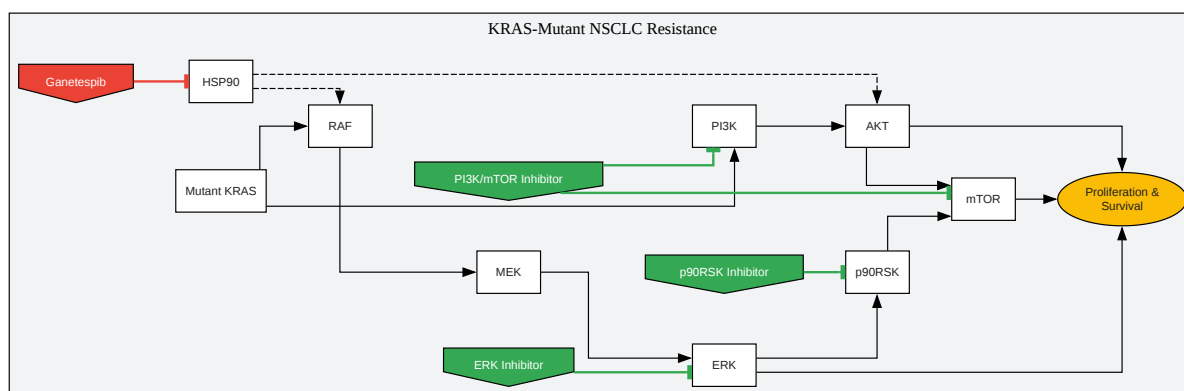 KRAS-Mutant NSCLC Resistance
Ganetespib
HSP90
RAF
PI3K
AKT
PI3K/mTOR Inhibitor
Mutant KRAS
mTOR
Proliferation &
Survival
MEK
p90RSK Inhibitor
p90RSK
ERK Inhibitor
ERK